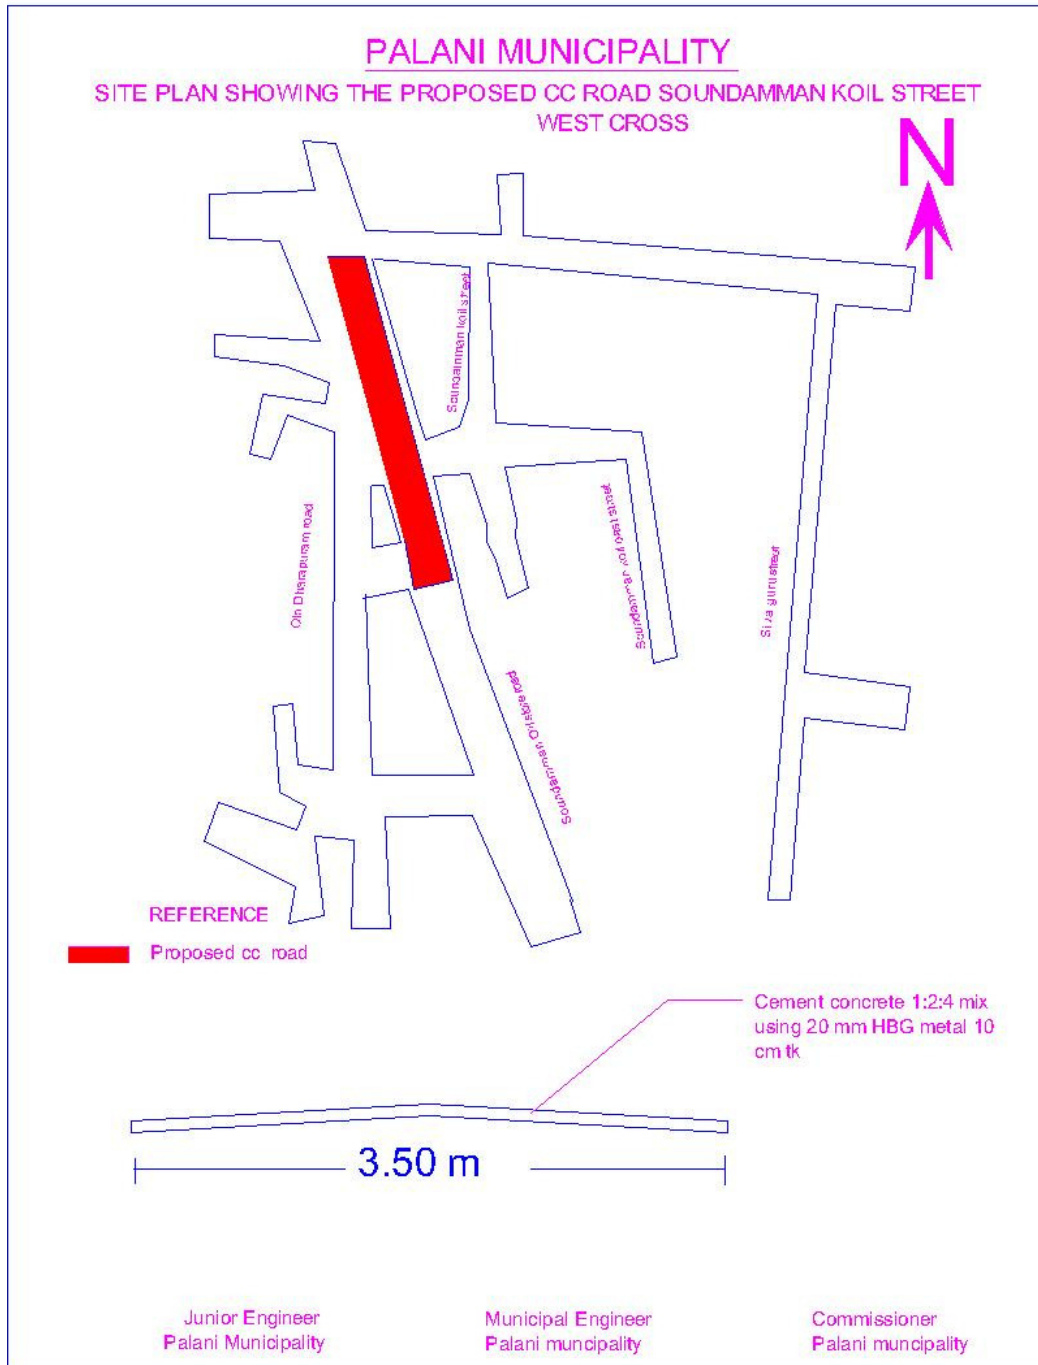 PALANI MUNICIPALITY
SITE PLAN SHOWING THE PROPOSED CC ROAD SOUNDAMMAN KOIL STREET
WEST CROSS
N
Soundamman koil street
Dharapuram road
Soundamman koil east street
Siva guru street
Soundamman road
REFERENCE
Proposed cc road
Cement concrete 1:2:4 mix
using 20 mm HBG metal 10
cm tk
3.50 m
Junior Engineer
Palani Municipality
Municipal Engineer
Palani muncipality
Commissioner
Palani muncipality